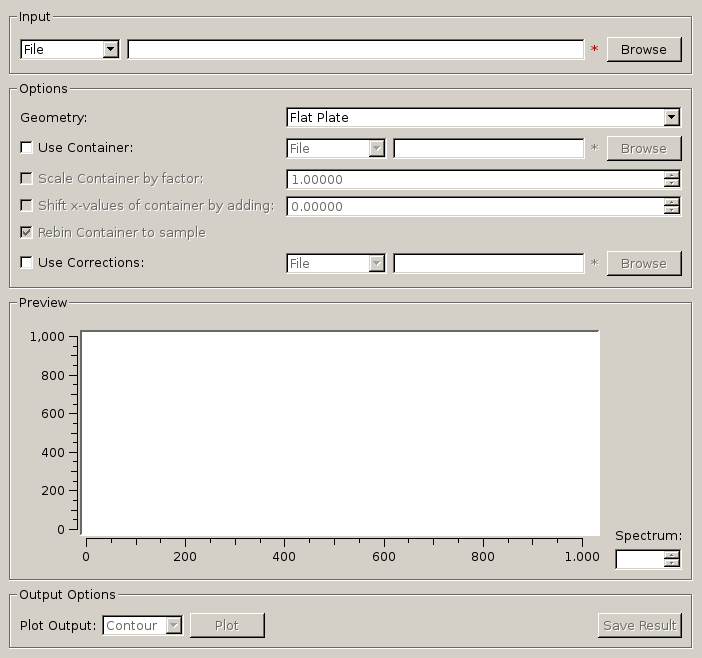 Input
File * Browse
Options
Geometry: Flat Plate
Use Container: File * Browse
Scale Container by factor: 1.00000
Shift x-values of container by adding: 0.00000
Rebin Container to sample
Use Corrections: File * Browse
Preview
1,000
800
600
400
200
0
0 200 400 600 800 1.000
Spectrum:
Output Options
Plot Output: Contour Plot Save Result